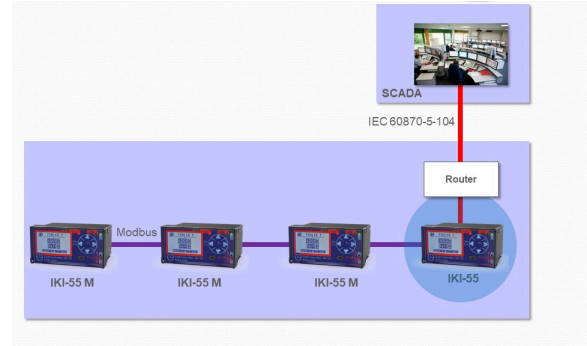 SCADA
IEC 60870-5-104
Router
Modbus
IKI-55 M
IKI-55 M
IKI-55 M
IKI-55